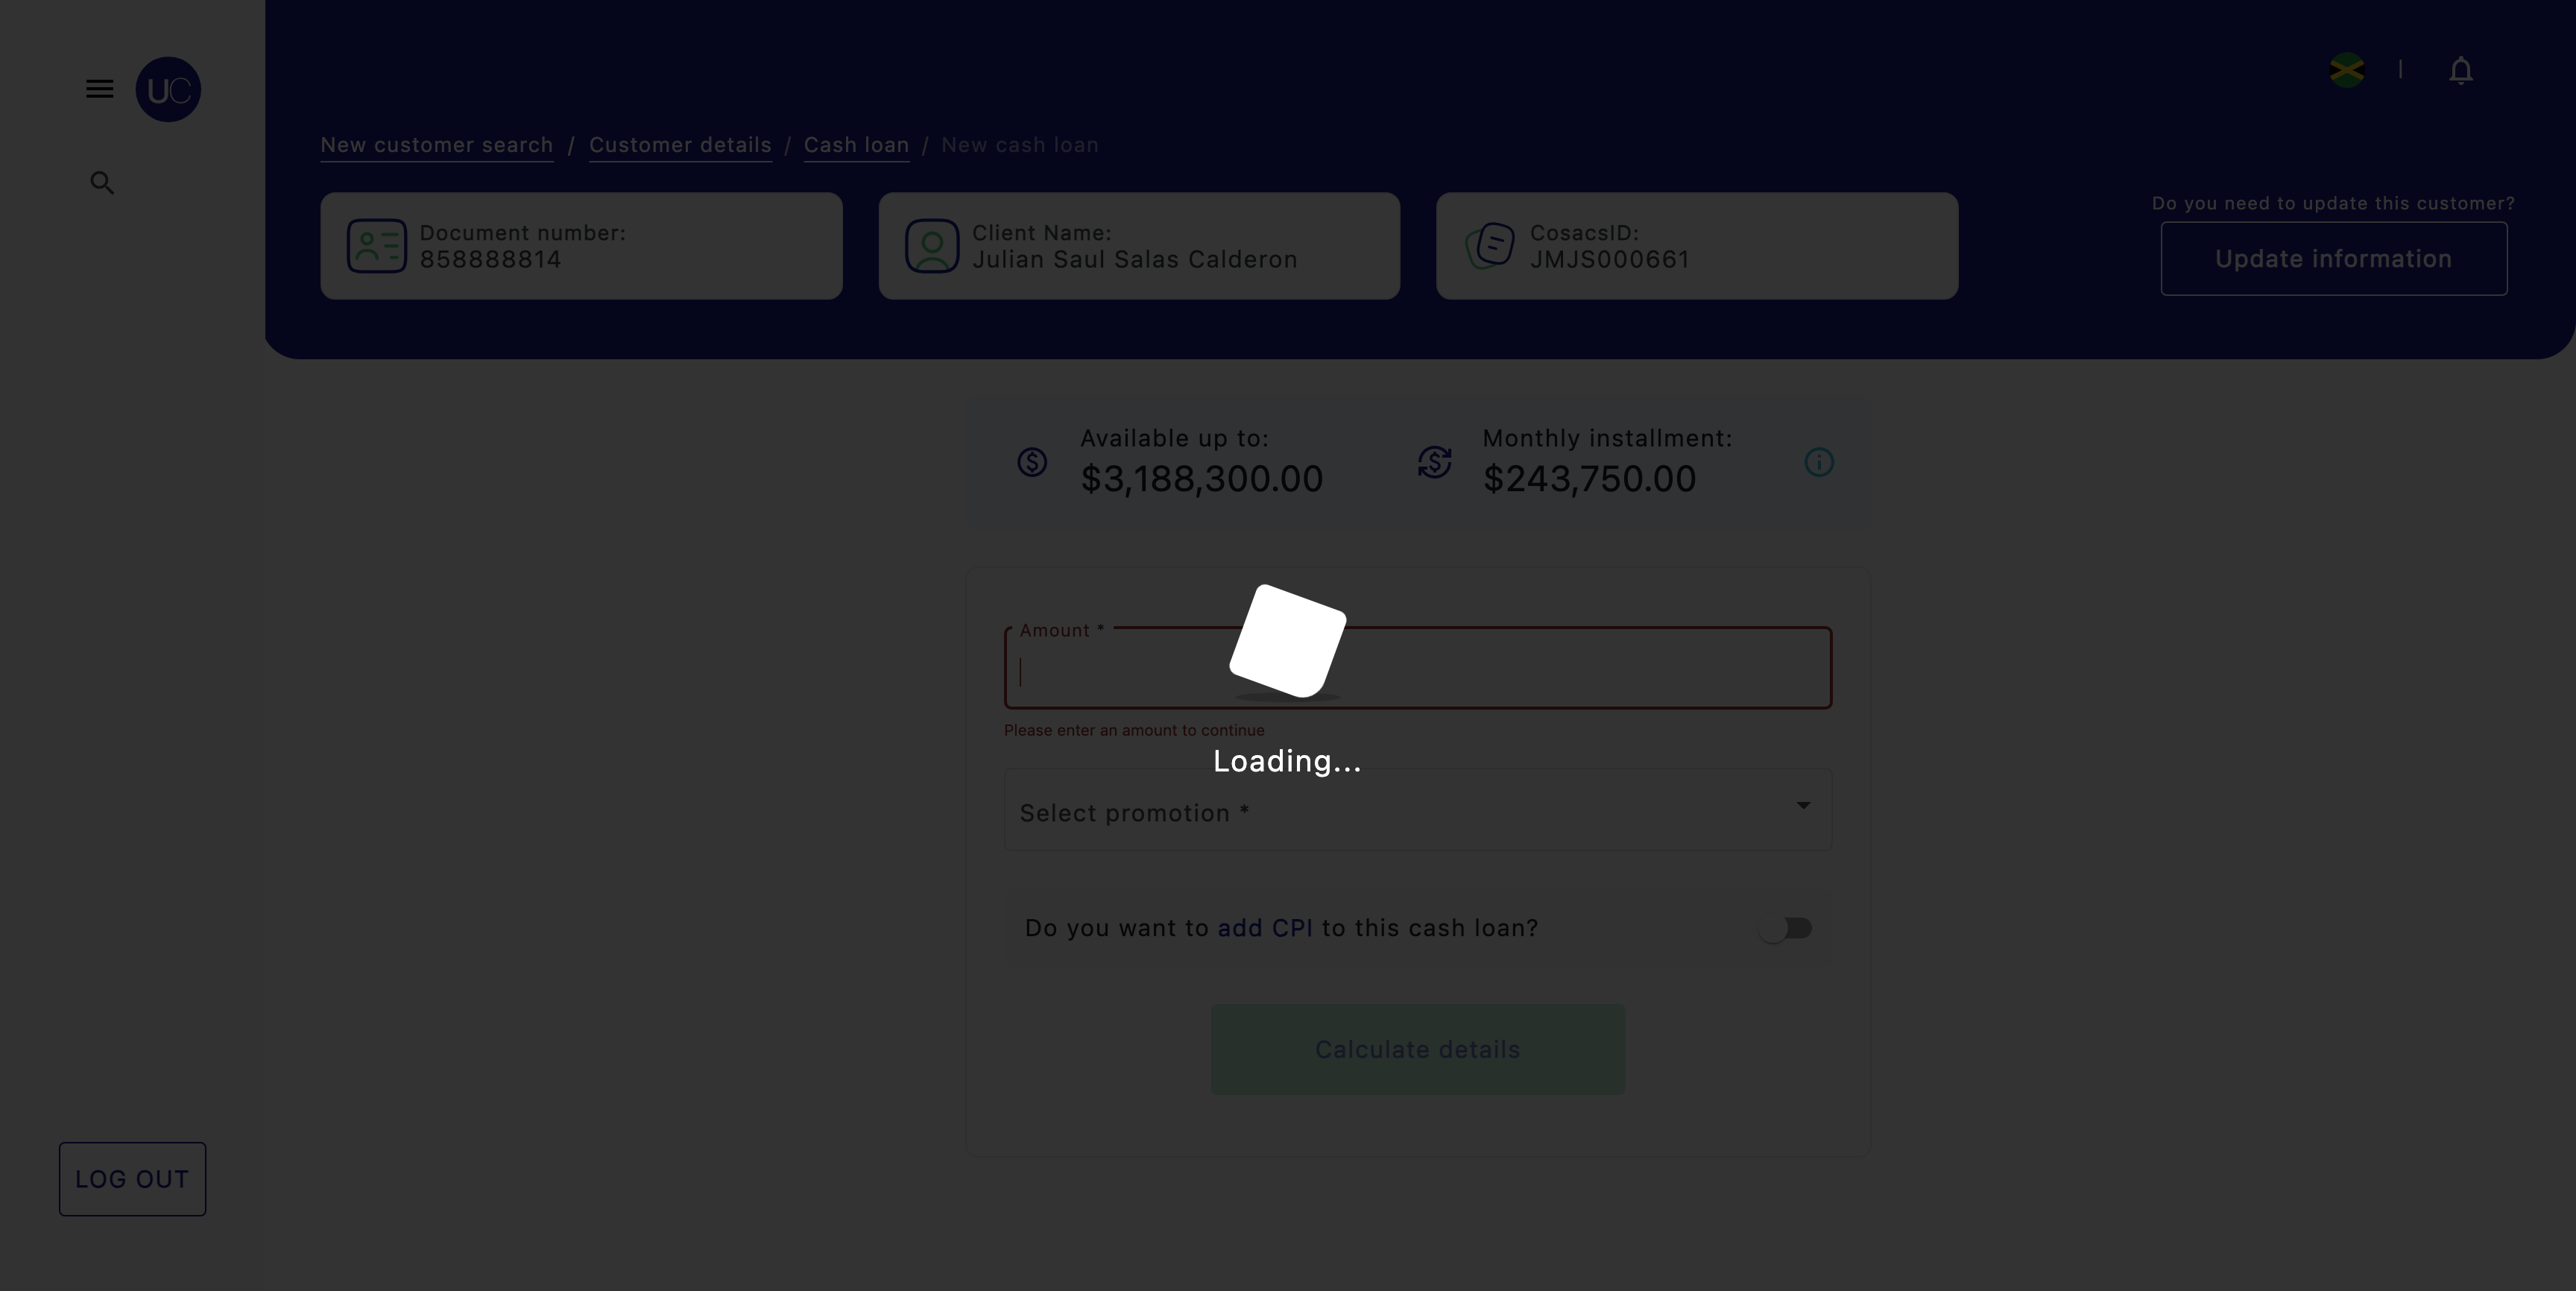 UC
New customer search / Customer details / Cash loan / New cash loan
Document number:
858888814
Client Name:
Julian Saul Salas Calderon
CosacsID:
JMJS000661
Do you need to update this customer?
Update information
Available up to:
$3,188,300.00
Monthly installment:
$243,750.00
Amount *
Please enter an amount to continue
Loading...
Select promotion *
Do you want to add CPI to this cash loan?
Calculate details
LOG OUT